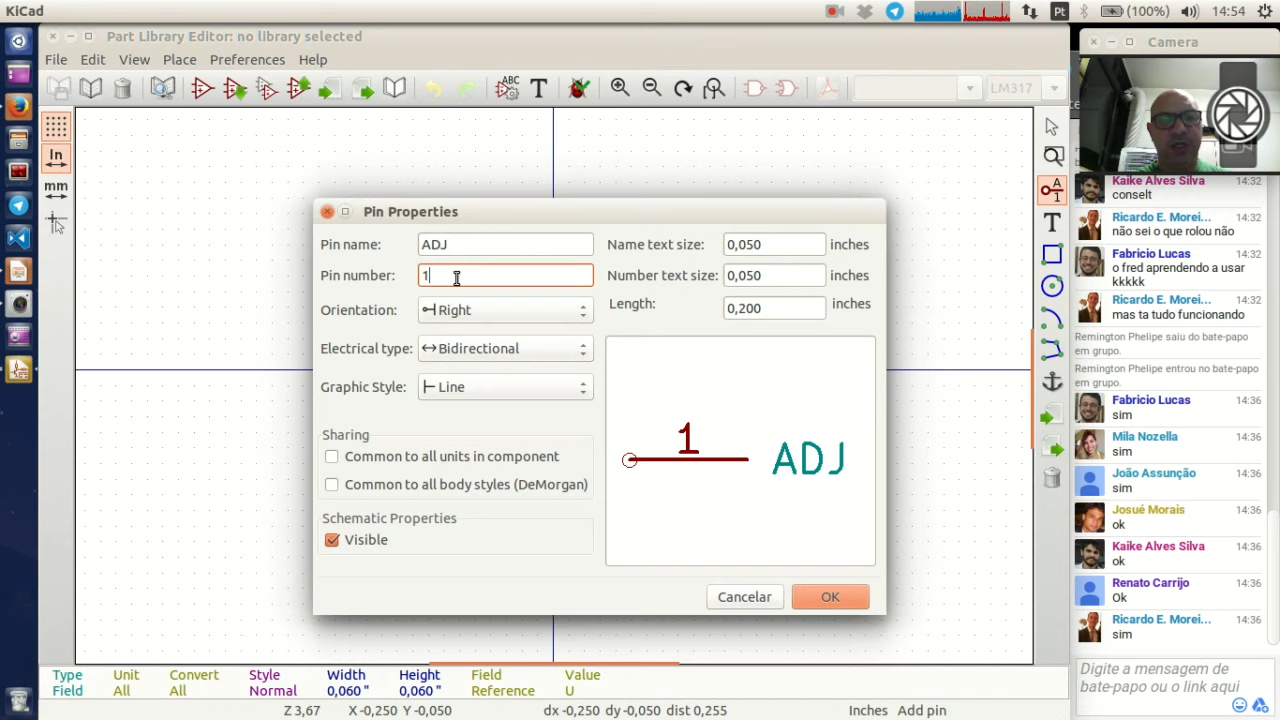 KiCad
Pt
(100%)
14:54
Part Library Editor: no library selected
File Edit View Place Preferences Help
ABC
T
LM317
In
mm
A
1
T
Pin Properties
Pin name: ADJ
Pin number: 1
Orientation: Right
Electrical type: Bidirectional
Graphic Style: Line
Sharing
Common to all units in component
Common to all body styles (DeMorgan)
Schematic Properties
Visible
Name text size: 0,050 inches
Number text size: 0,050 inches
Length: 0,200 inches
1
ADJ
Cancelar OK
Type Unit Convert Style Width Height Field Value
Field All All Normal 0,060 " 0,060 " Reference U
Z 3,67 X -0,250 Y -0,050 dx -0,250 dy -0,050 dist 0,255 Inches Add pin
Camera
Kaike Alves Silva 14:32
conselt
Ricardo E. Morei... 14:32
não sei o que rolou não
Fabricio Lucas 14:32
o fred aprendendo a usar
kkkkk
Ricardo E. Morei... 14:32
mas ta tudo funcionando
Remington Phelipe saiu do bate-papo
em grupo.
Remington Phelipe entrou no bate-papo
em grupo.
Fabricio Lucas 14:36
sim
Mila Nozella 14:36
sim
João Assunção 14:36
sim
Josué Morais 14:36
ok
Kaike Alves Silva 14:36
ok
Renato Carrijo 14:36
Ok
Ricardo E. Morei... 14:36
sim
Digite a mensagem de
bate-papo ou o link aqui